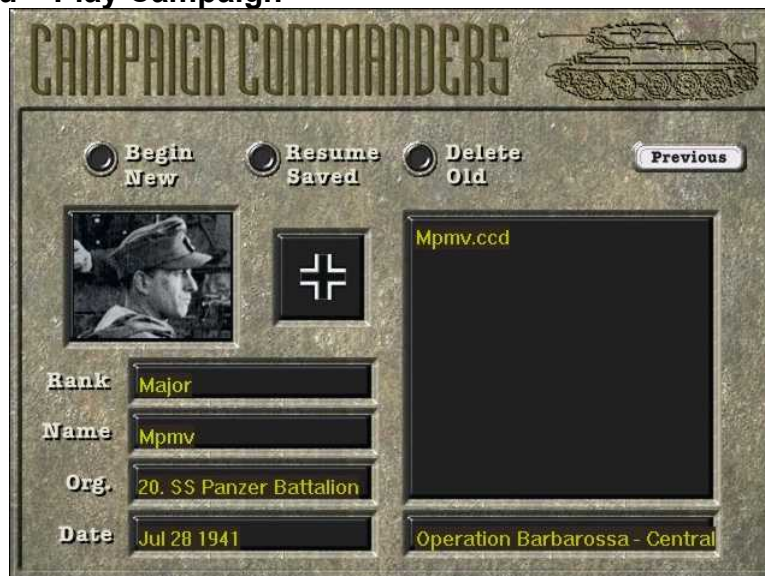 Play Campaign
CAMPAIGN COMMANDERS
Begin
New
Resume
Saved
Delete
Old
Previous
Mpmv.ccd
Rank
Major
Name
Mpmv
Org.
20. SS Panzer Battalion
Date
Jul 28 1941
Operation Barbarossa - Central